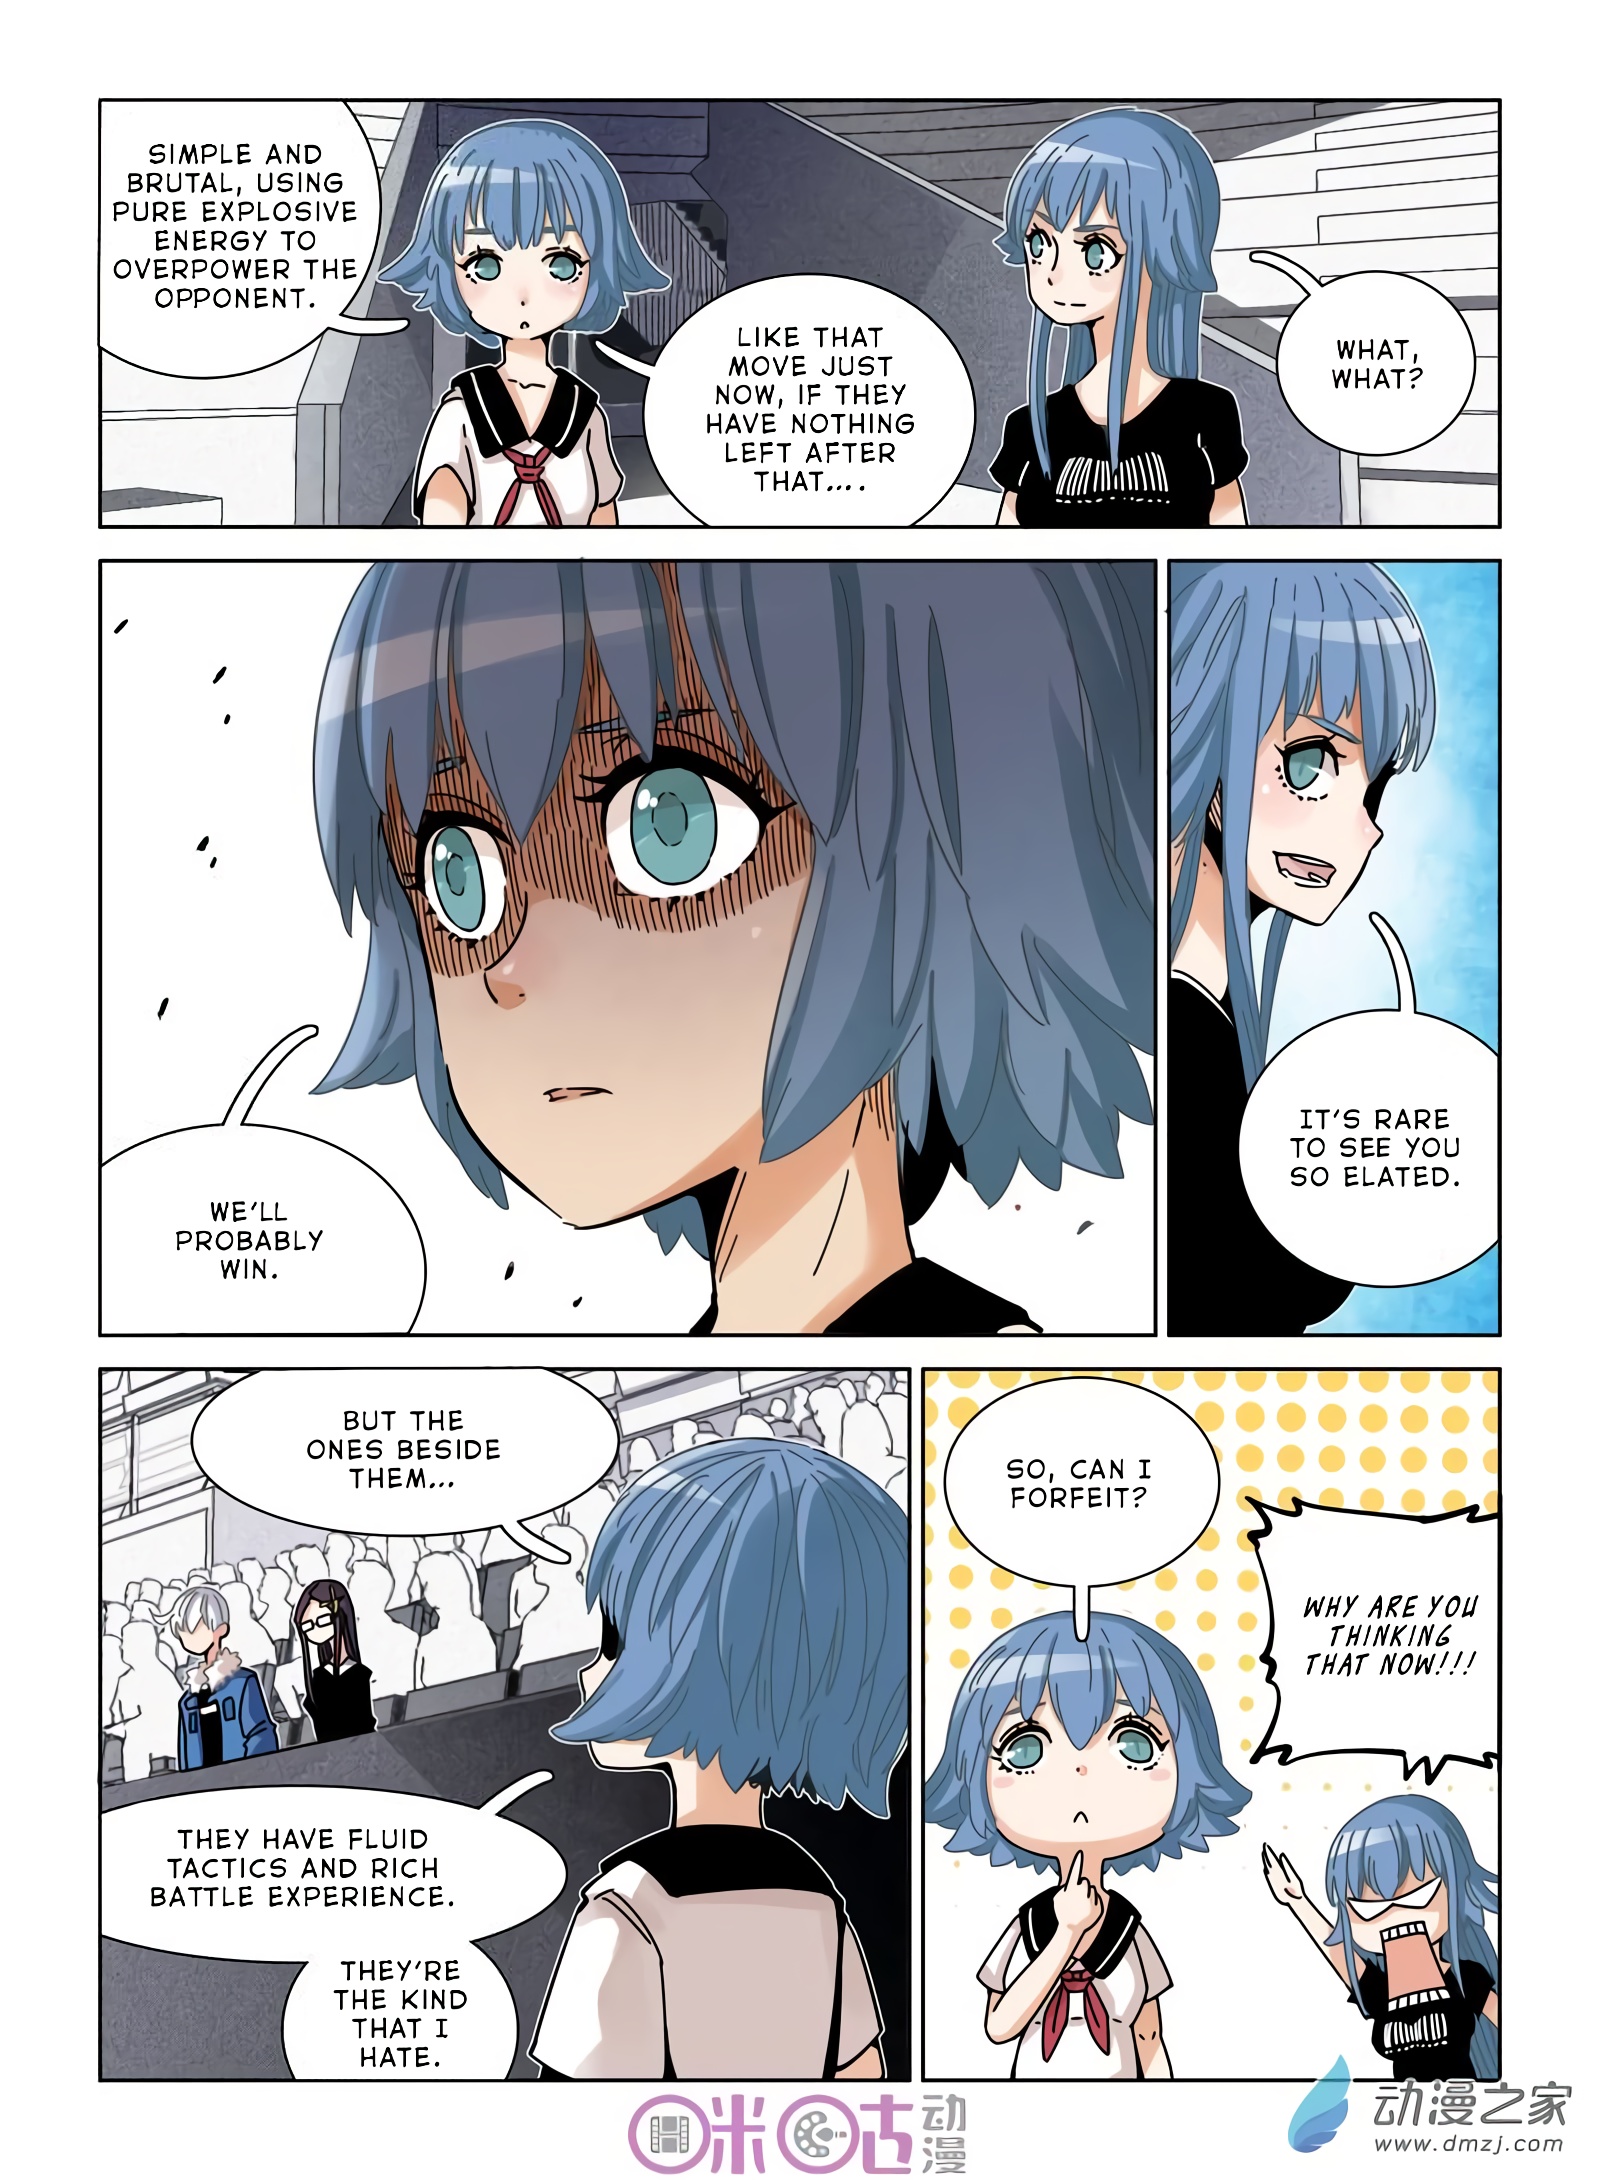 SIMPLE AND
BRUTAL, USING
PURE EXPLOSIVE
ENERGY TO
OVERPOWER THE
OPPONENT.
LIKE THAT
MOVE JUST
NOW, IF THEY
HAVE NOTHING
LEFT AFTER
THAT....
WHAT,
WHAT?
WE'LL
PROBABLY
WIN.
IT'S RARE
TO SEE YOU
SO ELATED.
BUT THE
ONES BESIDE
THEM...
THEY HAVE FLUID
TACTICS AND RICH
BATTLE EXPERIENCE.
THEY'RE
THE KIND
THAT I
HATE.
SO, CAN I
FORFEIT?
WHY ARE YOU
THINKING
THAT NOW!!!
咪咕动漫
动漫之家
www.dmzj.com